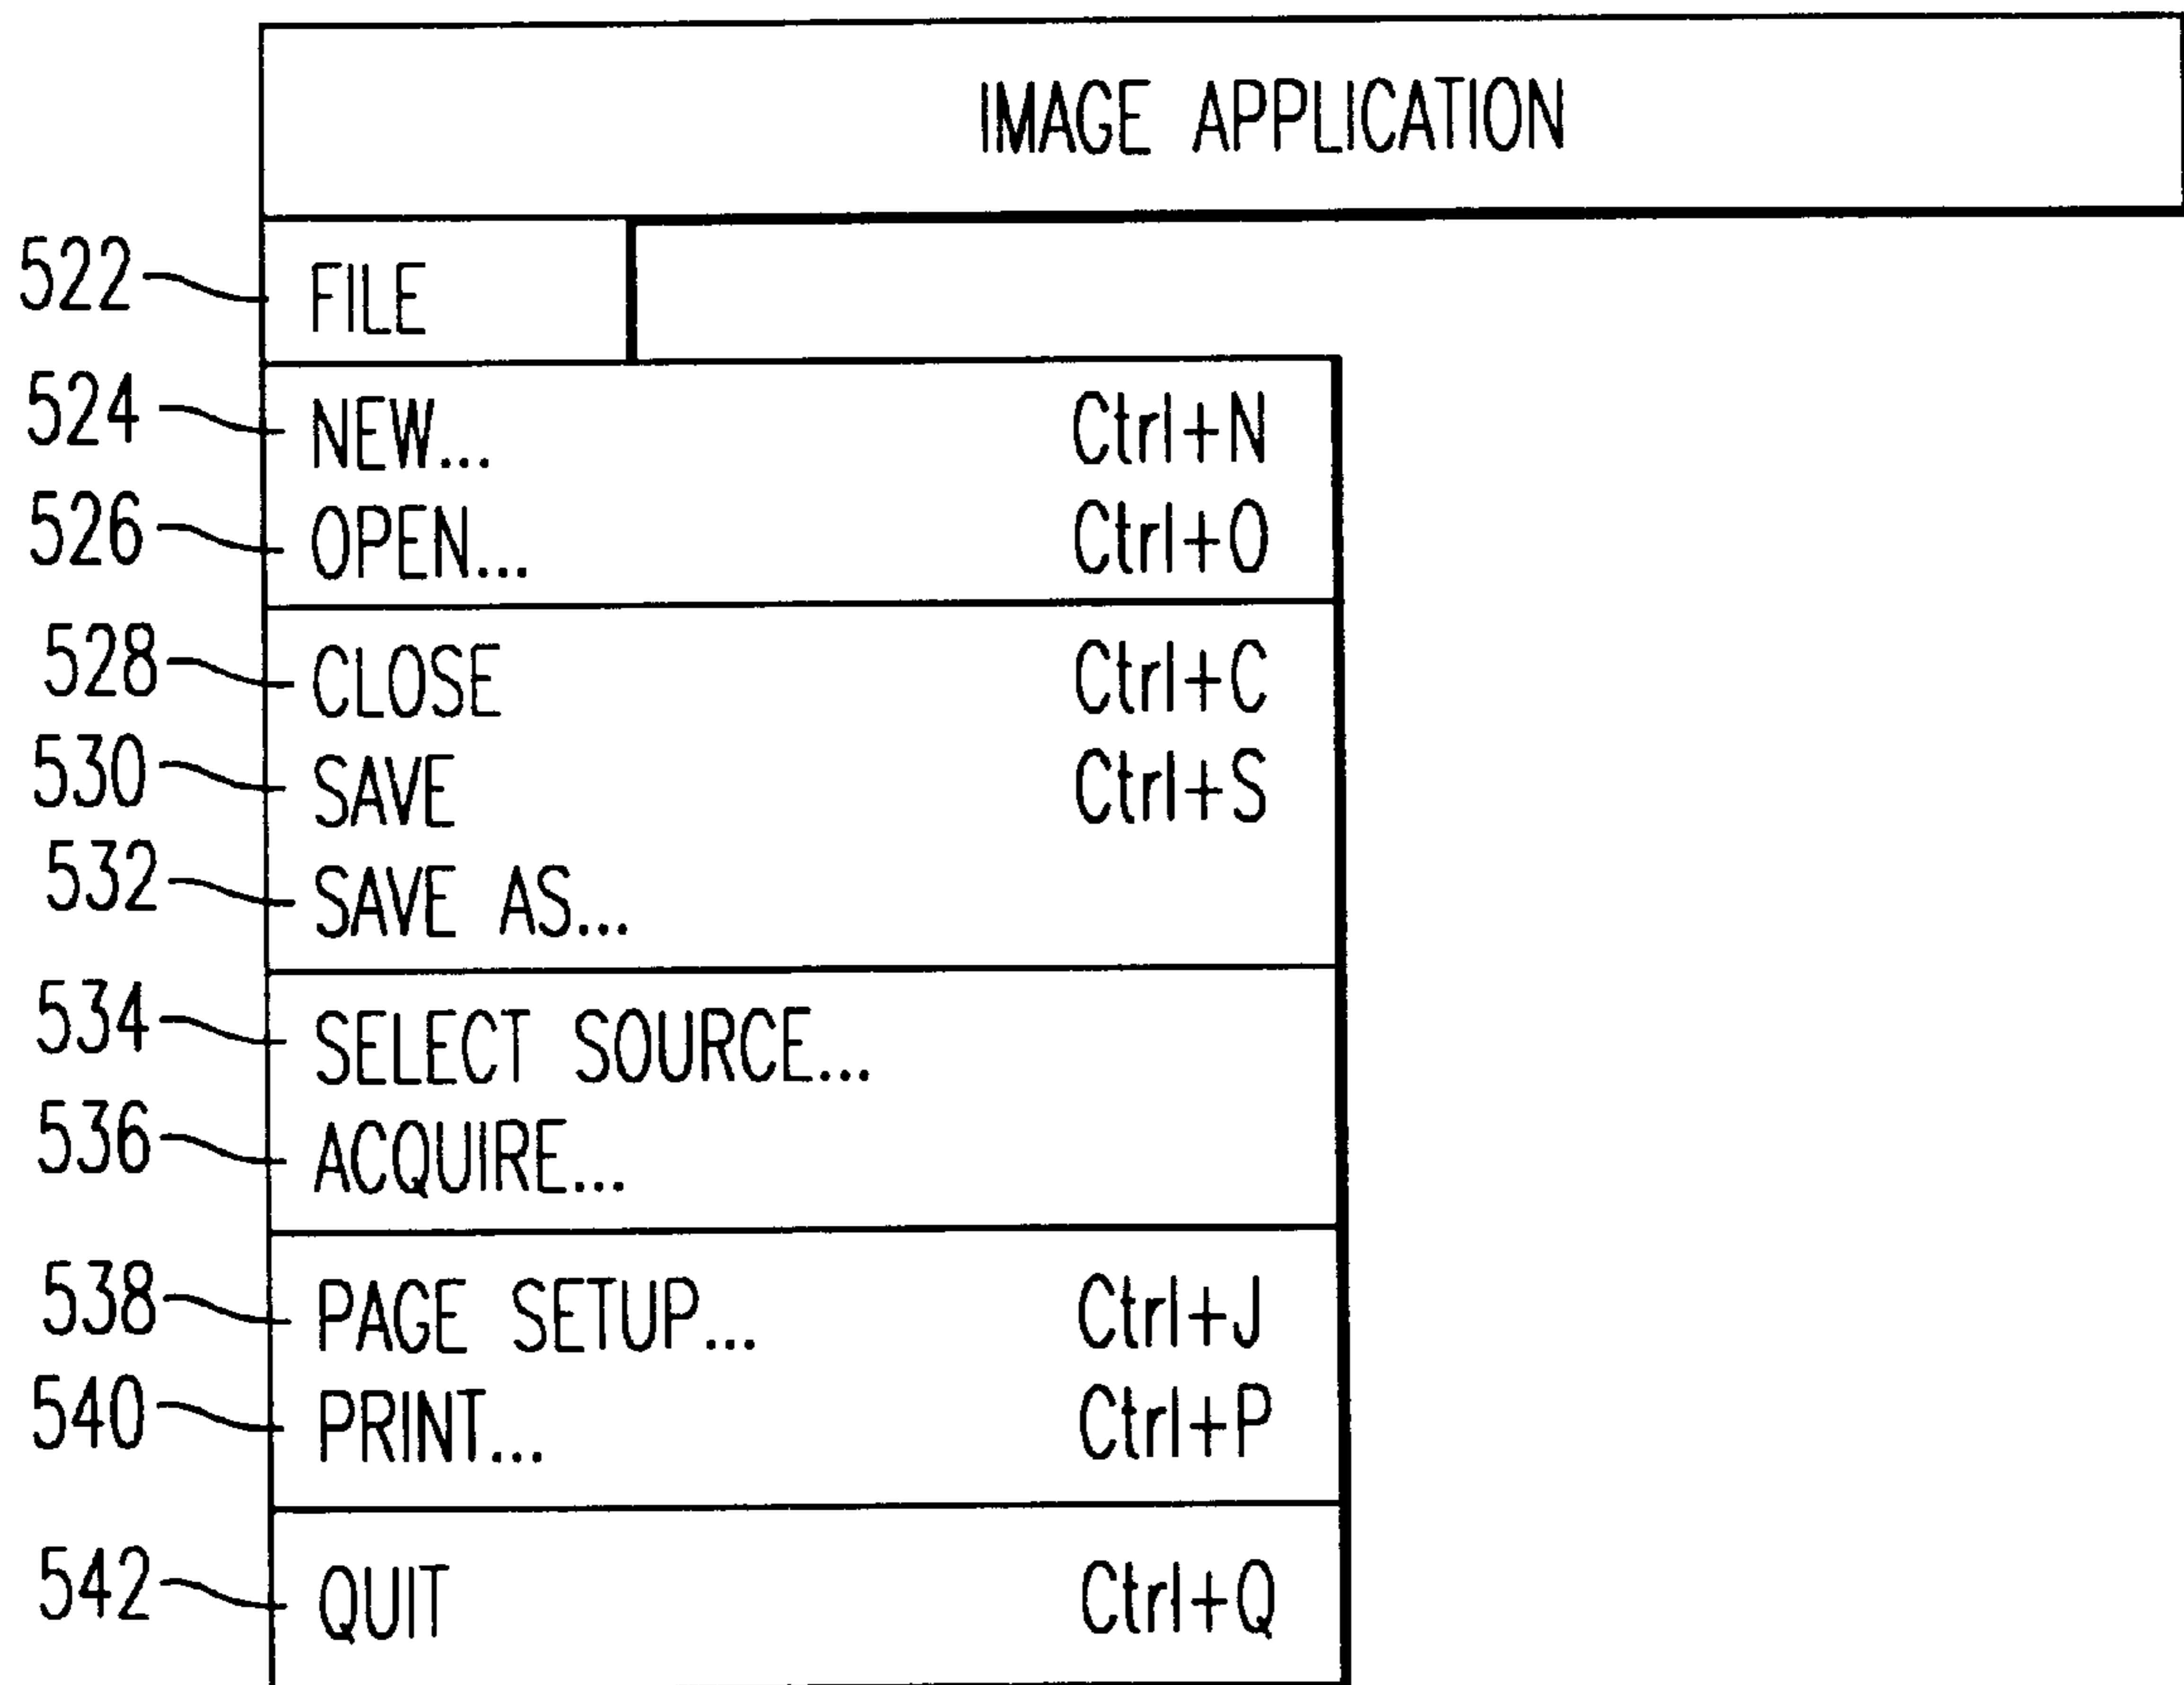 IMAGE APPLICATION
522 FILE
524 NEW... Ctrl+N
526 OPEN... Ctrl+O
528 CLOSE Ctrl+C
530 SAVE Ctrl+S
532 SAVE AS...
534 SELECT SOURCE...
536 ACQUIRE...
538 PAGE SETUP... Ctrl+J
540 PRINT... Ctrl+P
542 QUIT Ctrl+Q